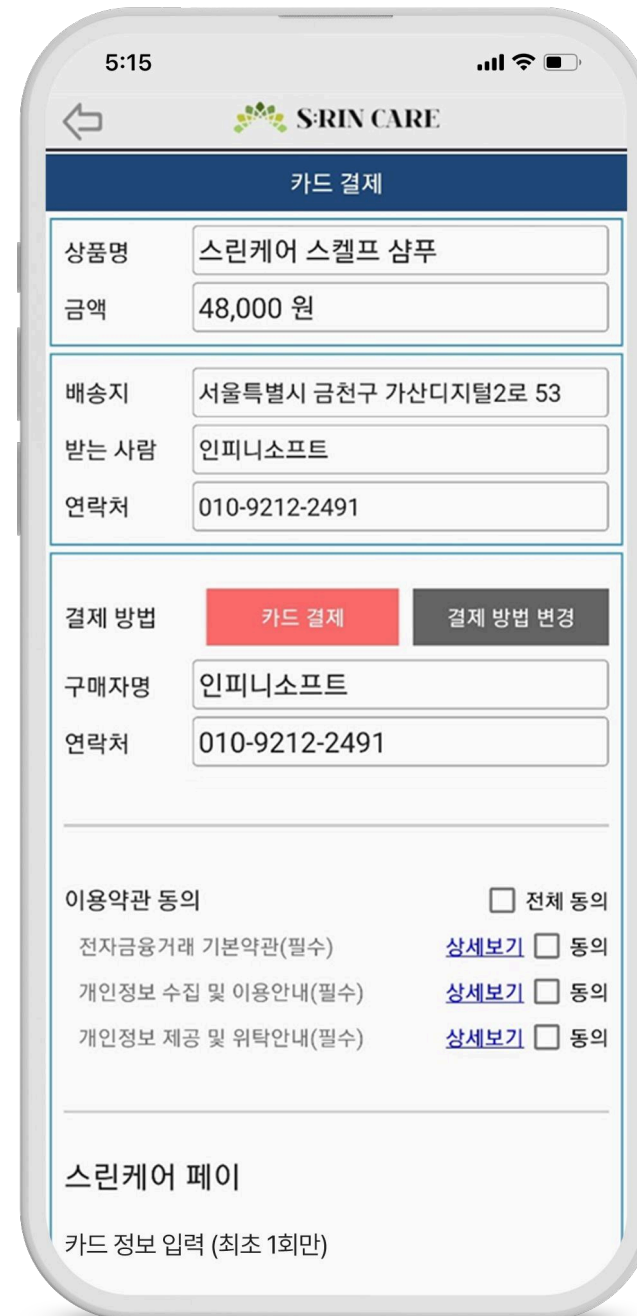 5:15
S:RIN CARE
카드 결제
상품명 스린케어 스켈프 샴푸
금액 48,000 원
배송지 서울특별시 금천구 가산디지털2로 53
받는 사람 인피니소프트
연락처 010-9212-2491
결제 방법 카드 결제 결제 방법 변경
구매자명 인피니소프트
연락처 010-9212-2491
이용약관 동의 전체 동의
전자금융거래 기본약관(필수) 상세보기 동의
개인정보 수집 및 이용안내(필수) 상세보기 동의
개인정보 제공 및 위탁안내(필수) 상세보기 동의
스린케어 페이
카드 정보 입력 (최초 1회만)